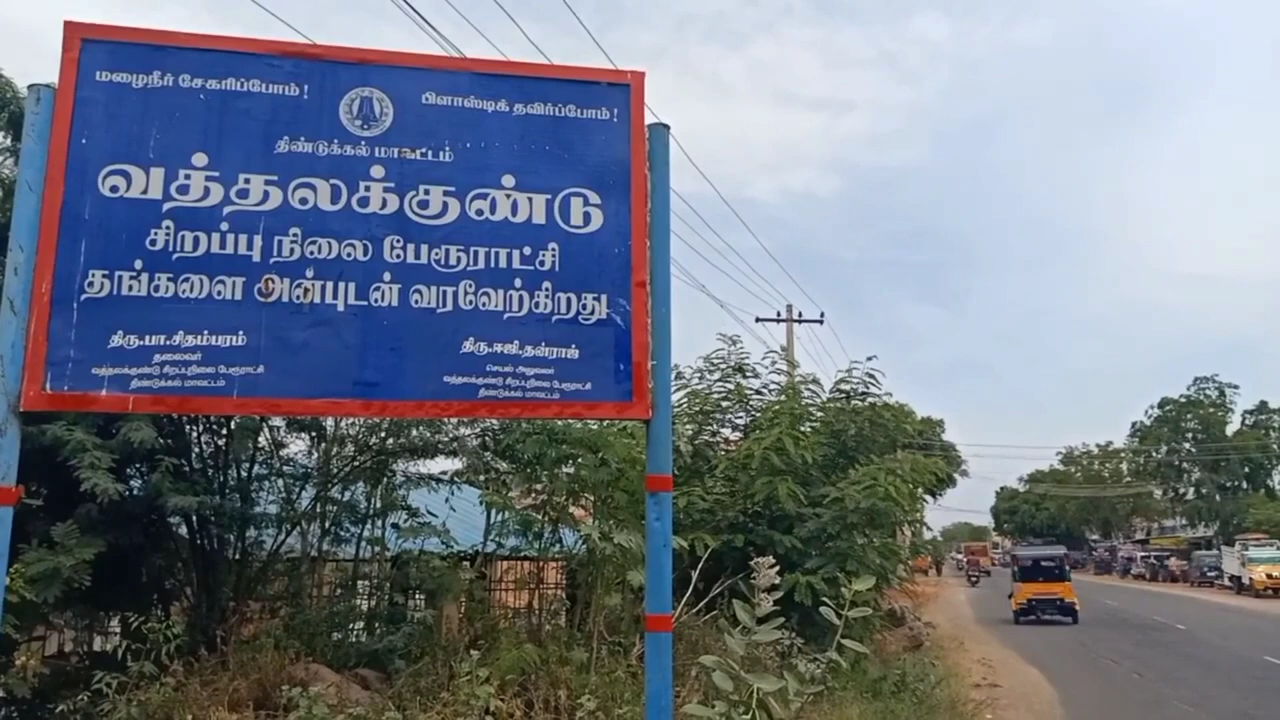 மழைநீர் சேகரிப்போம் !
பிளாஸ்டிக் தவிர்ப்போம் !
திண்டுக்கல் மாவட்டம்
வத்தலக்குண்டு
சிறப்பு நிலை பேரூராட்சி
தங்களை அன்புடன் வரவேற்கிறது
திரு.பா.சிதம்பரம்
தலைவர்
வத்தலக்குண்டு சிறப்புநிலை பேரூராட்சி
திண்டுக்கல் மாவட்டம்
திரு.ஈஜி.தவ்ராஜ்
செயல் அலுவலர்
வத்தலக்குண்டு சிறப்புநிலை பேரூராட்சி
திண்டுக்கல் மாவட்டம்